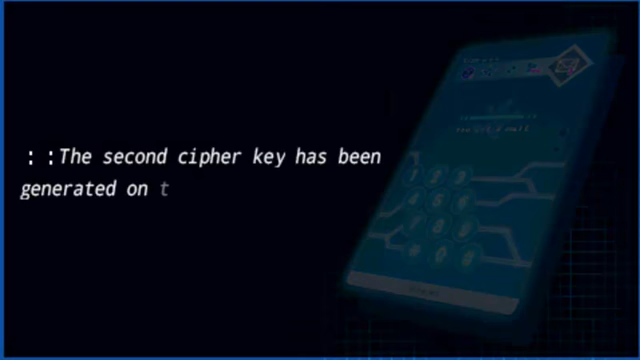 : :The second cipher key has been
generated on t